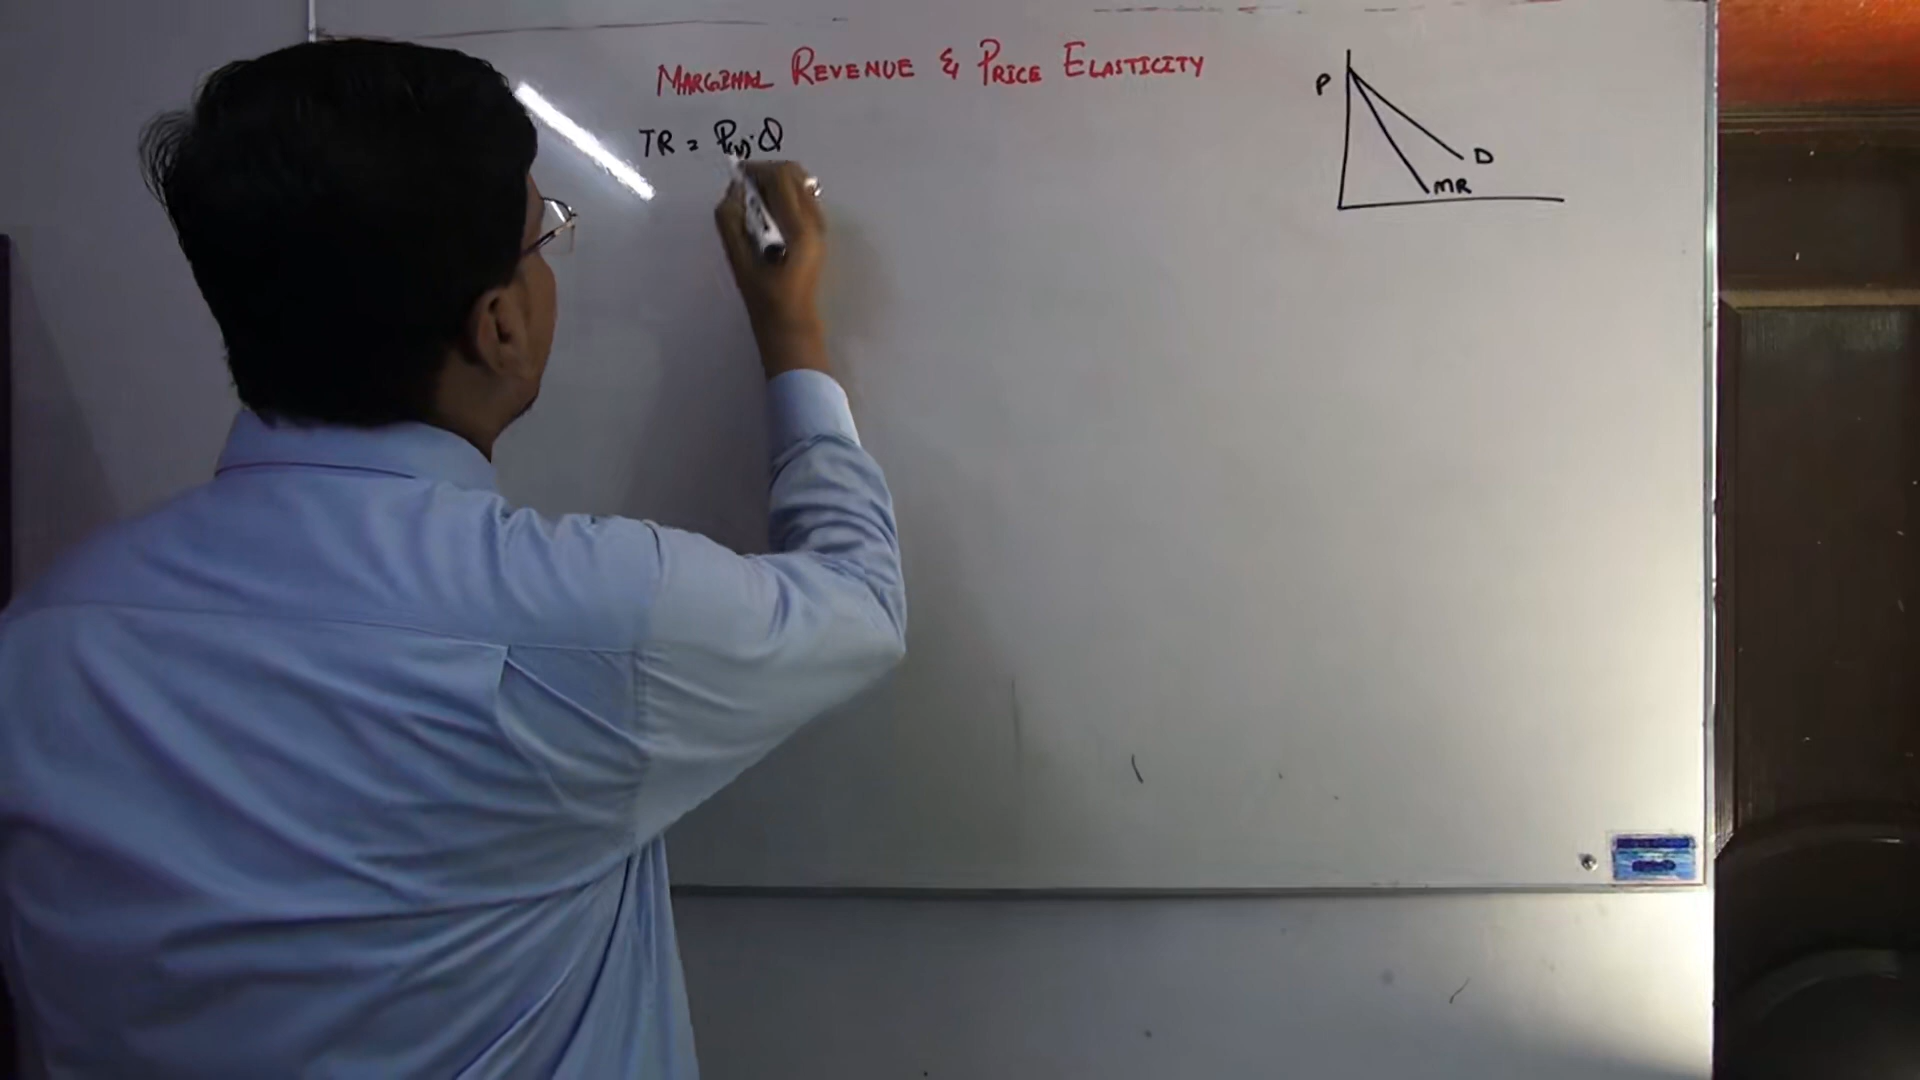 MARGINAL REVENUE & PRICE ELASTICITY
TR = P(Q).Q
P
D
MR